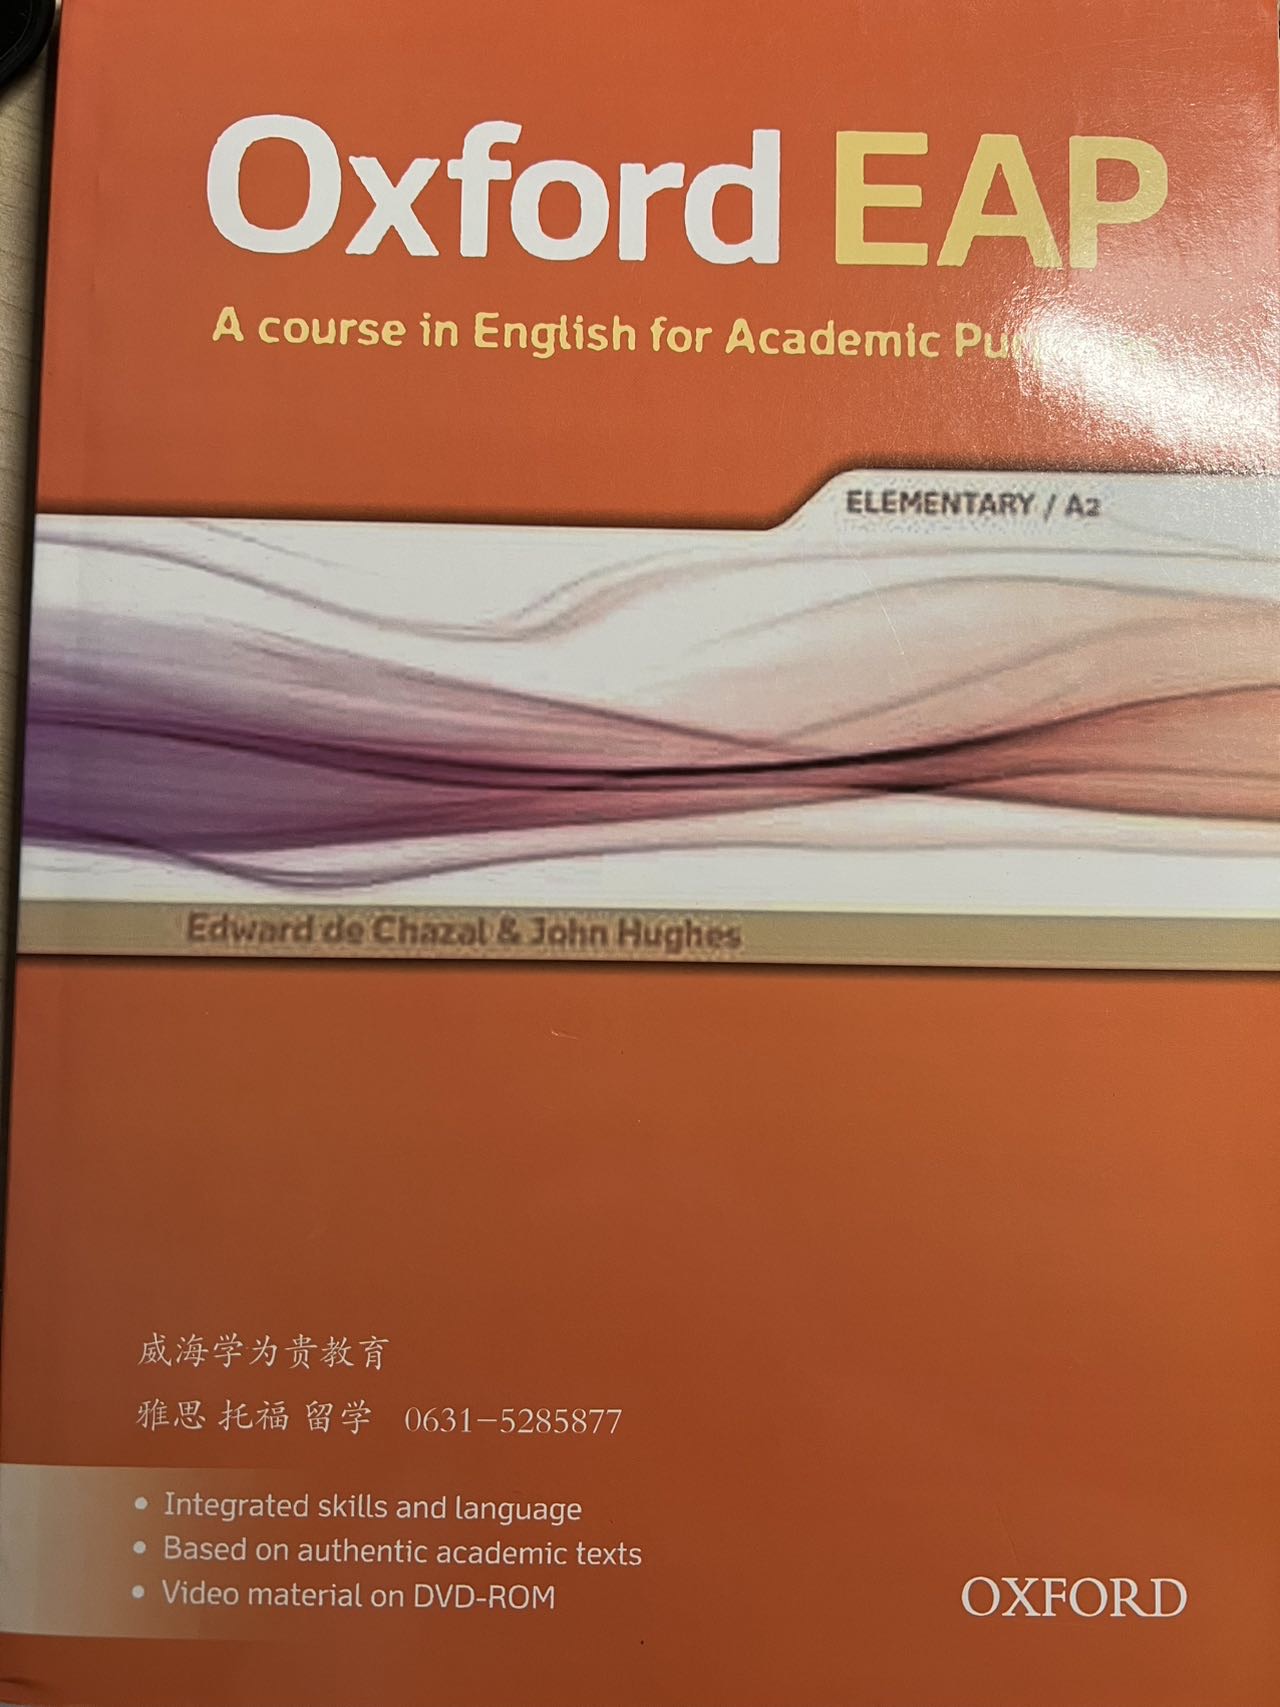 Oxford EAP
A course in English for Academic Purposes
ELEMENTARY / A2
Edward de Chazal & John Hughes
威海学为贵教育
雅思 托福 留学 0631-5285877
• Integrated skills and language
• Based on authentic academic texts
• Video material on DVD-ROM
OXFORD